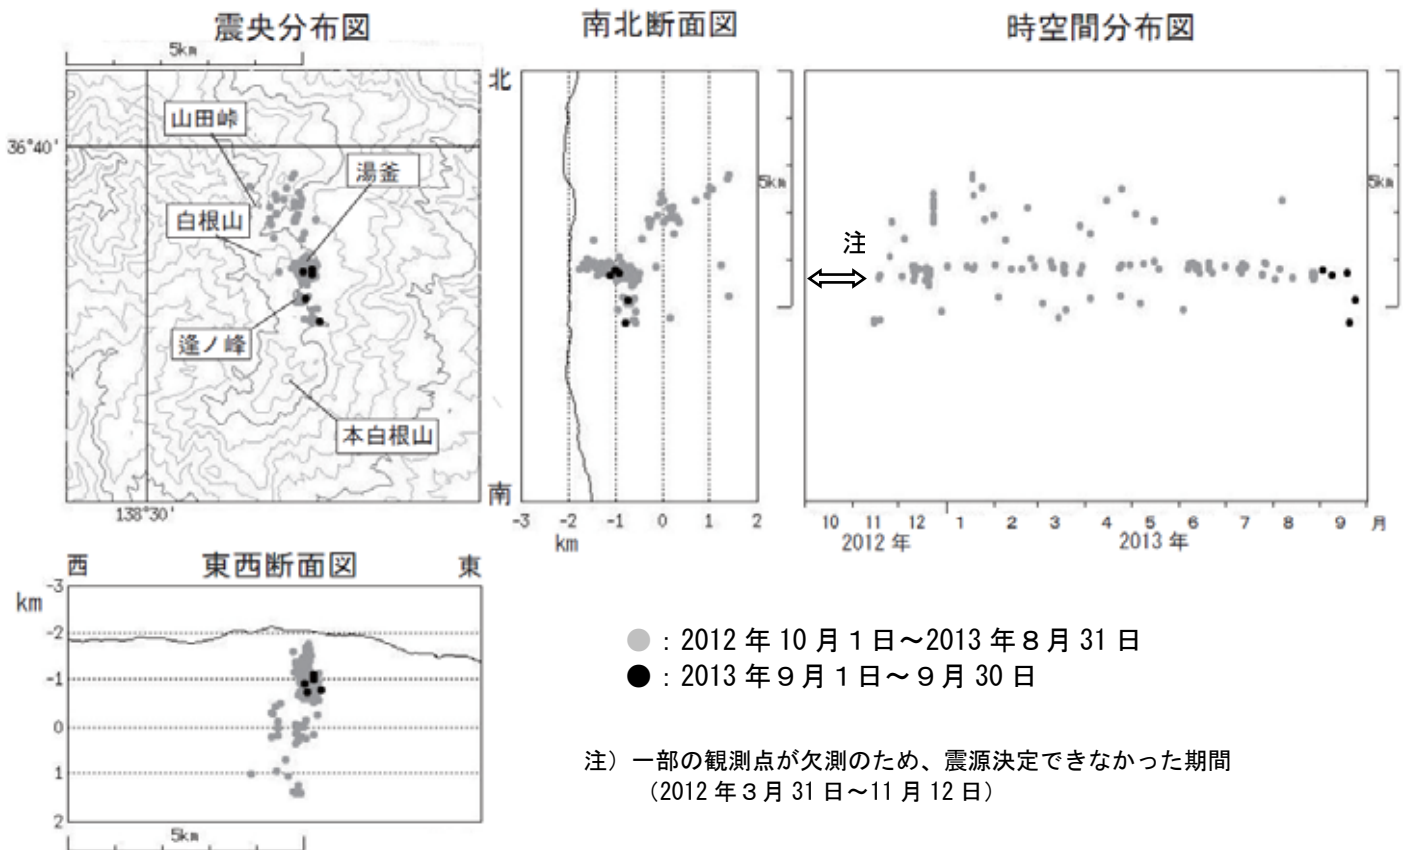 震央分布図
南北断面図
時空間分布図
5km
北
山田峠
36°40'
湯釜
5km
5km
白根山
注
逢ノ峰
本白根山
南
138°30'
-3 -2 -1 0 1 2
km
10 11 12 1 2 3 4 5 6 7 8 9 月
2012 年 2013 年
西 東西断面図 東
-3
km
-2
-1
0
1
2
5km
:2012 年 10 月 1 日~2013 年 8 月 31 日
:2013 年 9 月 1 日~ 9 月 30 日
注)一部の観測点が欠測のため、震源決定できなかった期間
(2012 年 3 月 31 日~11 月 12 日)